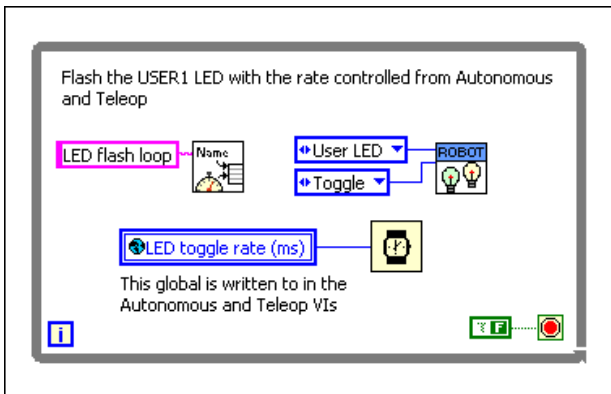 Flash the USER1 LED with the rate controlled from Autonomous
and Teleop
LED flash loop
Name
User LED
ROBOT
Toggle
LED toggle rate (ms)
This global is written to in the
Autonomous and Teleop VIs
i
F